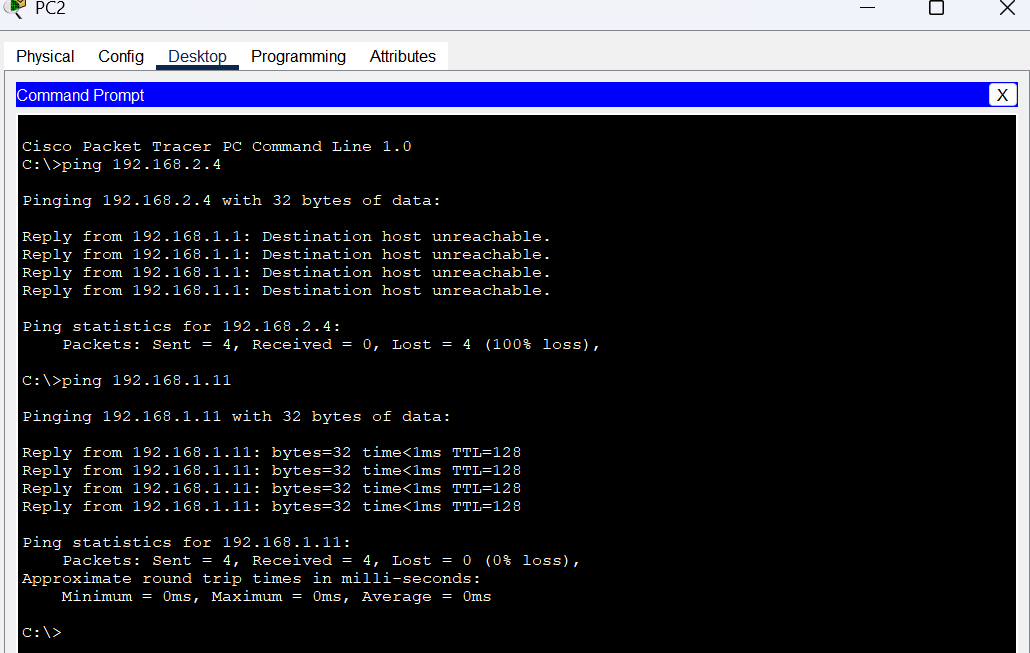 PC2
Physical Config Desktop Programming Attributes
Command Prompt
X
Cisco Packet Tracer PC Command Line 1.0
C:\>ping 192.168.2.4
Pinging 192.168.2.4 with 32 bytes of data:
Reply from 192.168.1.1: Destination host unreachable.
Reply from 192.168.1.1: Destination host unreachable.
Reply from 192.168.1.1: Destination host unreachable.
Reply from 192.168.1.1: Destination host unreachable.
Ping statistics for 192.168.2.4:
    Packets: Sent = 4, Received = 0, Lost = 4 (100% loss),
C:\>ping 192.168.1.11
Pinging 192.168.1.11 with 32 bytes of data:
Reply from 192.168.1.11: bytes=32 time<1ms TTL=128
Reply from 192.168.1.11: bytes=32 time<1ms TTL=128
Reply from 192.168.1.11: bytes=32 time<1ms TTL=128
Reply from 192.168.1.11: bytes=32 time<1ms TTL=128
Ping statistics for 192.168.1.11:
    Packets: Sent = 4, Received = 4, Lost = 0 (0% loss),
Approximate round trip times in milli-seconds:
    Minimum = 0ms, Maximum = 0ms, Average = 0ms
C:\>